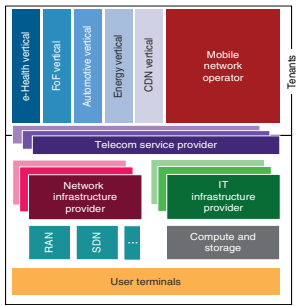 e-Health vertical
FoF vertical
Automotive vertical
Energy vertical
CDN vertical
Mobile
network
operator
Tenants
Telecom service provider
Network
infrastructure
provider
IT
infrastructure
provider
RAN
SDN
...
Compute and
storage
User terminals